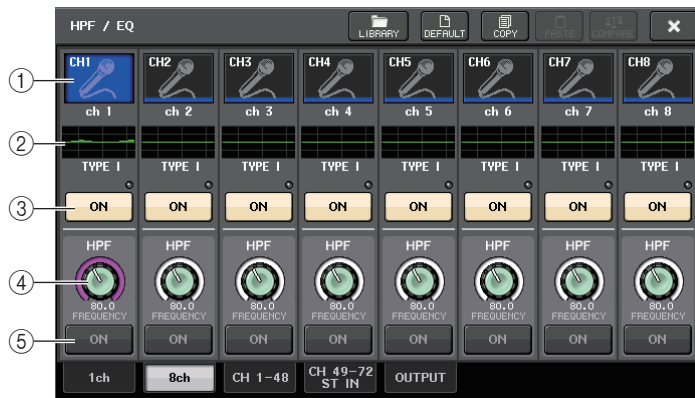 HPF / EQ
LIBRARY DEFAULT COPY PASTE COMPARE
CH1 CH2 CH3 CH4 CH5 CH6 CH7 CH8
① ch 1 ch 2 ch 3 ch 4 ch 5 ch 6 ch 7 ch 8
②
TYPE I TYPE I TYPE I TYPE I TYPE I TYPE I TYPE I TYPE I
③ ON ON ON ON ON ON ON ON
HPF HPF HPF HPF HPF HPF HPF HPF
④
80.0 80.0 80.0 80.0 80.0 80.0 80.0 80.0
FREQUENCY FREQUENCY FREQUENCY FREQUENCY FREQUENCY FREQUENCY FREQUENCY FREQUENCY
⑤ ON ON ON ON ON ON ON ON
1ch 8ch CH 1-48 CH 49-72 OUTPUT
ST IN